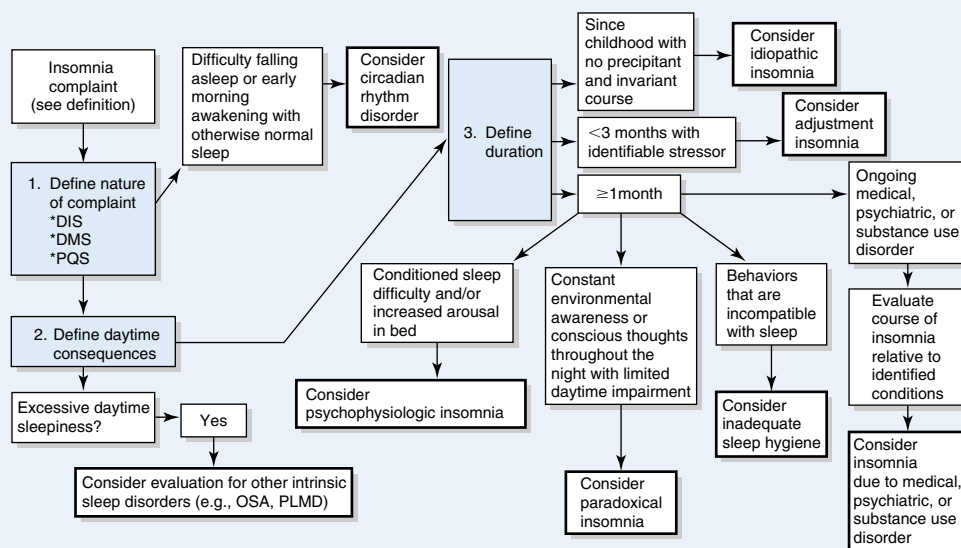 Insomnia
complaint
(see definition)
1. Define nature
of complaint
*DIS
*DMS
*PQS
2. Define daytime
consequences
Excessive daytime
sleepiness?
Yes
Consider evaluation for other intrinsic
sleep disorders (e.g., OSA, PLMD)
Difficulty falling
asleep or early
morning
awakening with
otherwise normal
sleep
Consider
circadian
rhythm
disorder
3. Define
duration
Since
childhood with
no precipitant
and invariant
course
Consider
idiopathic
insomnia
<3 months with
identifiable stressor
Consider
adjustment
insomnia
≥1month
Conditioned sleep
difficulty and/or
increased arousal
in bed
Consider
psychophysiologic insomnia
Constant
environmental
awareness or
conscious thoughts
throughout the
night with limited
daytime impairment
Consider
paradoxical
insomnia
Behaviors
that are
incompatible
with sleep
Consider
inadequate
sleep hygiene
Ongoing
medical,
psychiatric, or
substance use
disorder
Evaluate
course of
insomnia
relative to
identified
conditions
Consider
insomnia
due to medical,
psychiatric, or
substance use
disorder